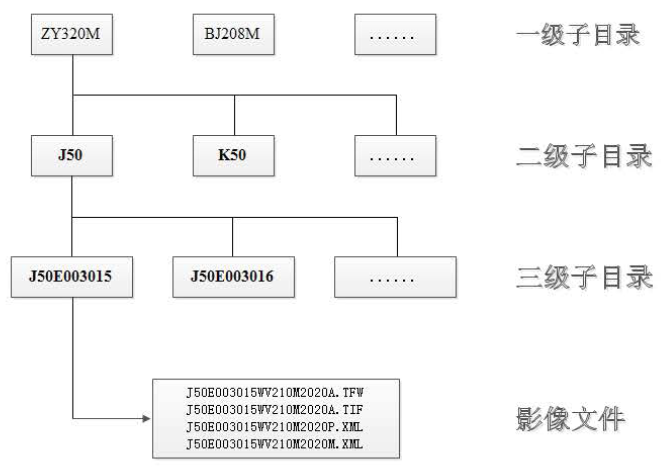 ZY320M BJ208M ...... 一级子目录
J50 K50 ...... 二级子目录
J50E003015 J50E003016 ...... 三级子目录
J50E003015WV210M2020A.TFW
J50E003015WV210M2020A.TIF
J50E003015WV210M2020P.XML
J50E003015WV210M2020M.XML
影像文件